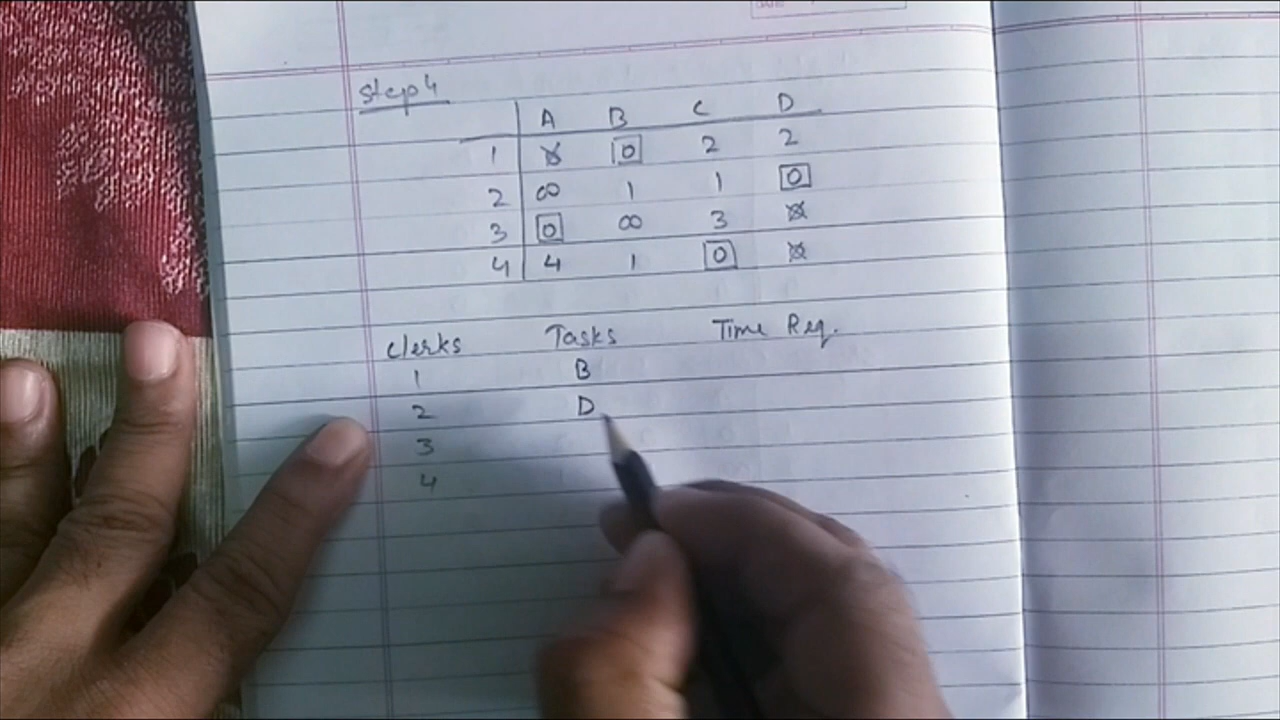 Step 4
A B C D
1 0 0 2 2
2 ∞ 1 1 0
3 0 ∞ 3 0
4 4 1 0 0
Clerks Tasks Time Req.
1 B
2 D
3
4